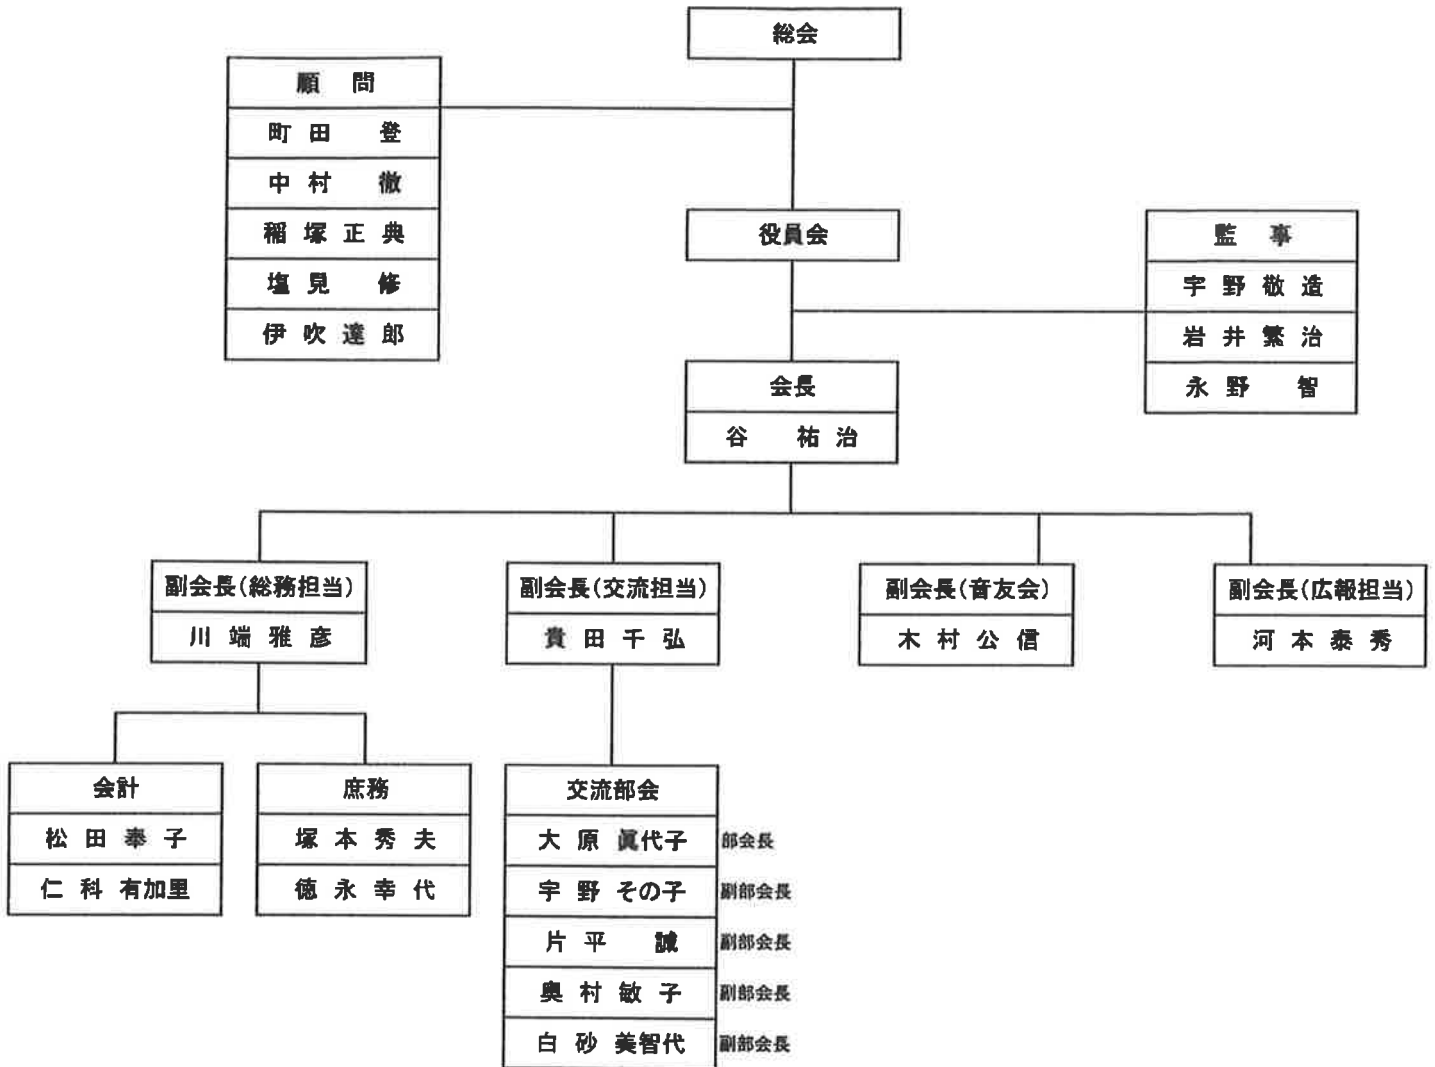 総会
顧 問
町 田 登
中 村 徹
稲 塚 正 典
塩 見 修
伊 吹 達 郎
役員会
監 事
宇 野 敬 造
岩 井 繁 治
永 野 智
会長
谷 祐 治
副会長(総務担当)
川 端 雅 彦
副会長(交流担当)
貴 田 千 弘
副会長(音友会)
木 村 公 信
副会長(広報担当)
河 本 泰 秀
会計
松 田 奉 子
仁 科 有加里
庶務
塚 本 秀 夫
徳 永 幸 代
交流部会
大 原 眞代子 部会長
宇 野 その子 副部会長
片 平 誠 副部会長
奥 村 敏 子 副部会長
白 砂 美智代 副部会長